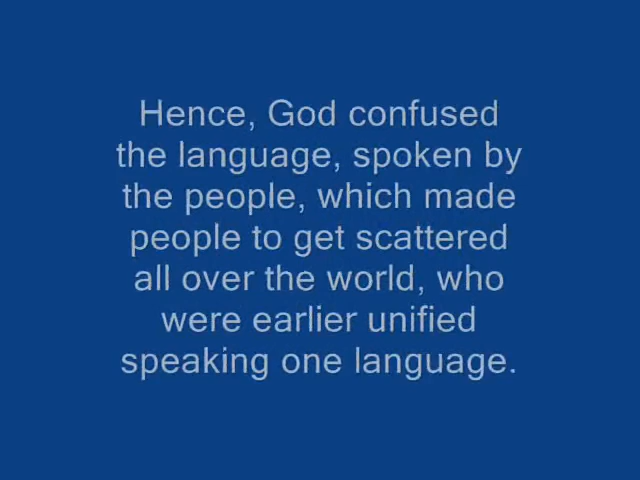 Hence, God confused
the language, spoken by
the people, which made
people to get scattered
all over the world, who
were earlier unified
speaking one language.